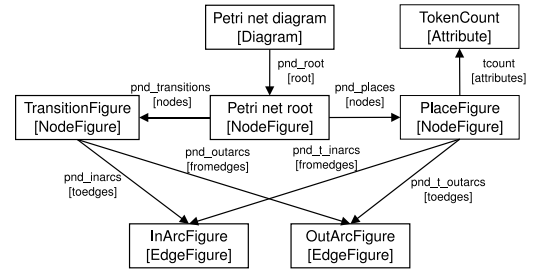 Petri net diagram
[Diagram]
TokenCount
[Attribute]
pnd_root
[root]
tcount
[attributes]
pnd_transitions
[nodes]
pnd_places
[nodes]
TransitionFigure
[NodeFigure]
Petri net root
[NodeFigure]
PlaceFigure
[NodeFigure]
pnd_inarcs
[toedges]
pnd_outarcs
[fromedges]
pnd_t_inarcs
[fromedges]
pnd_t_outarcs
[toedges]
InArcFigure
[EdgeFigure]
OutArcFigure
[EdgeFigure]